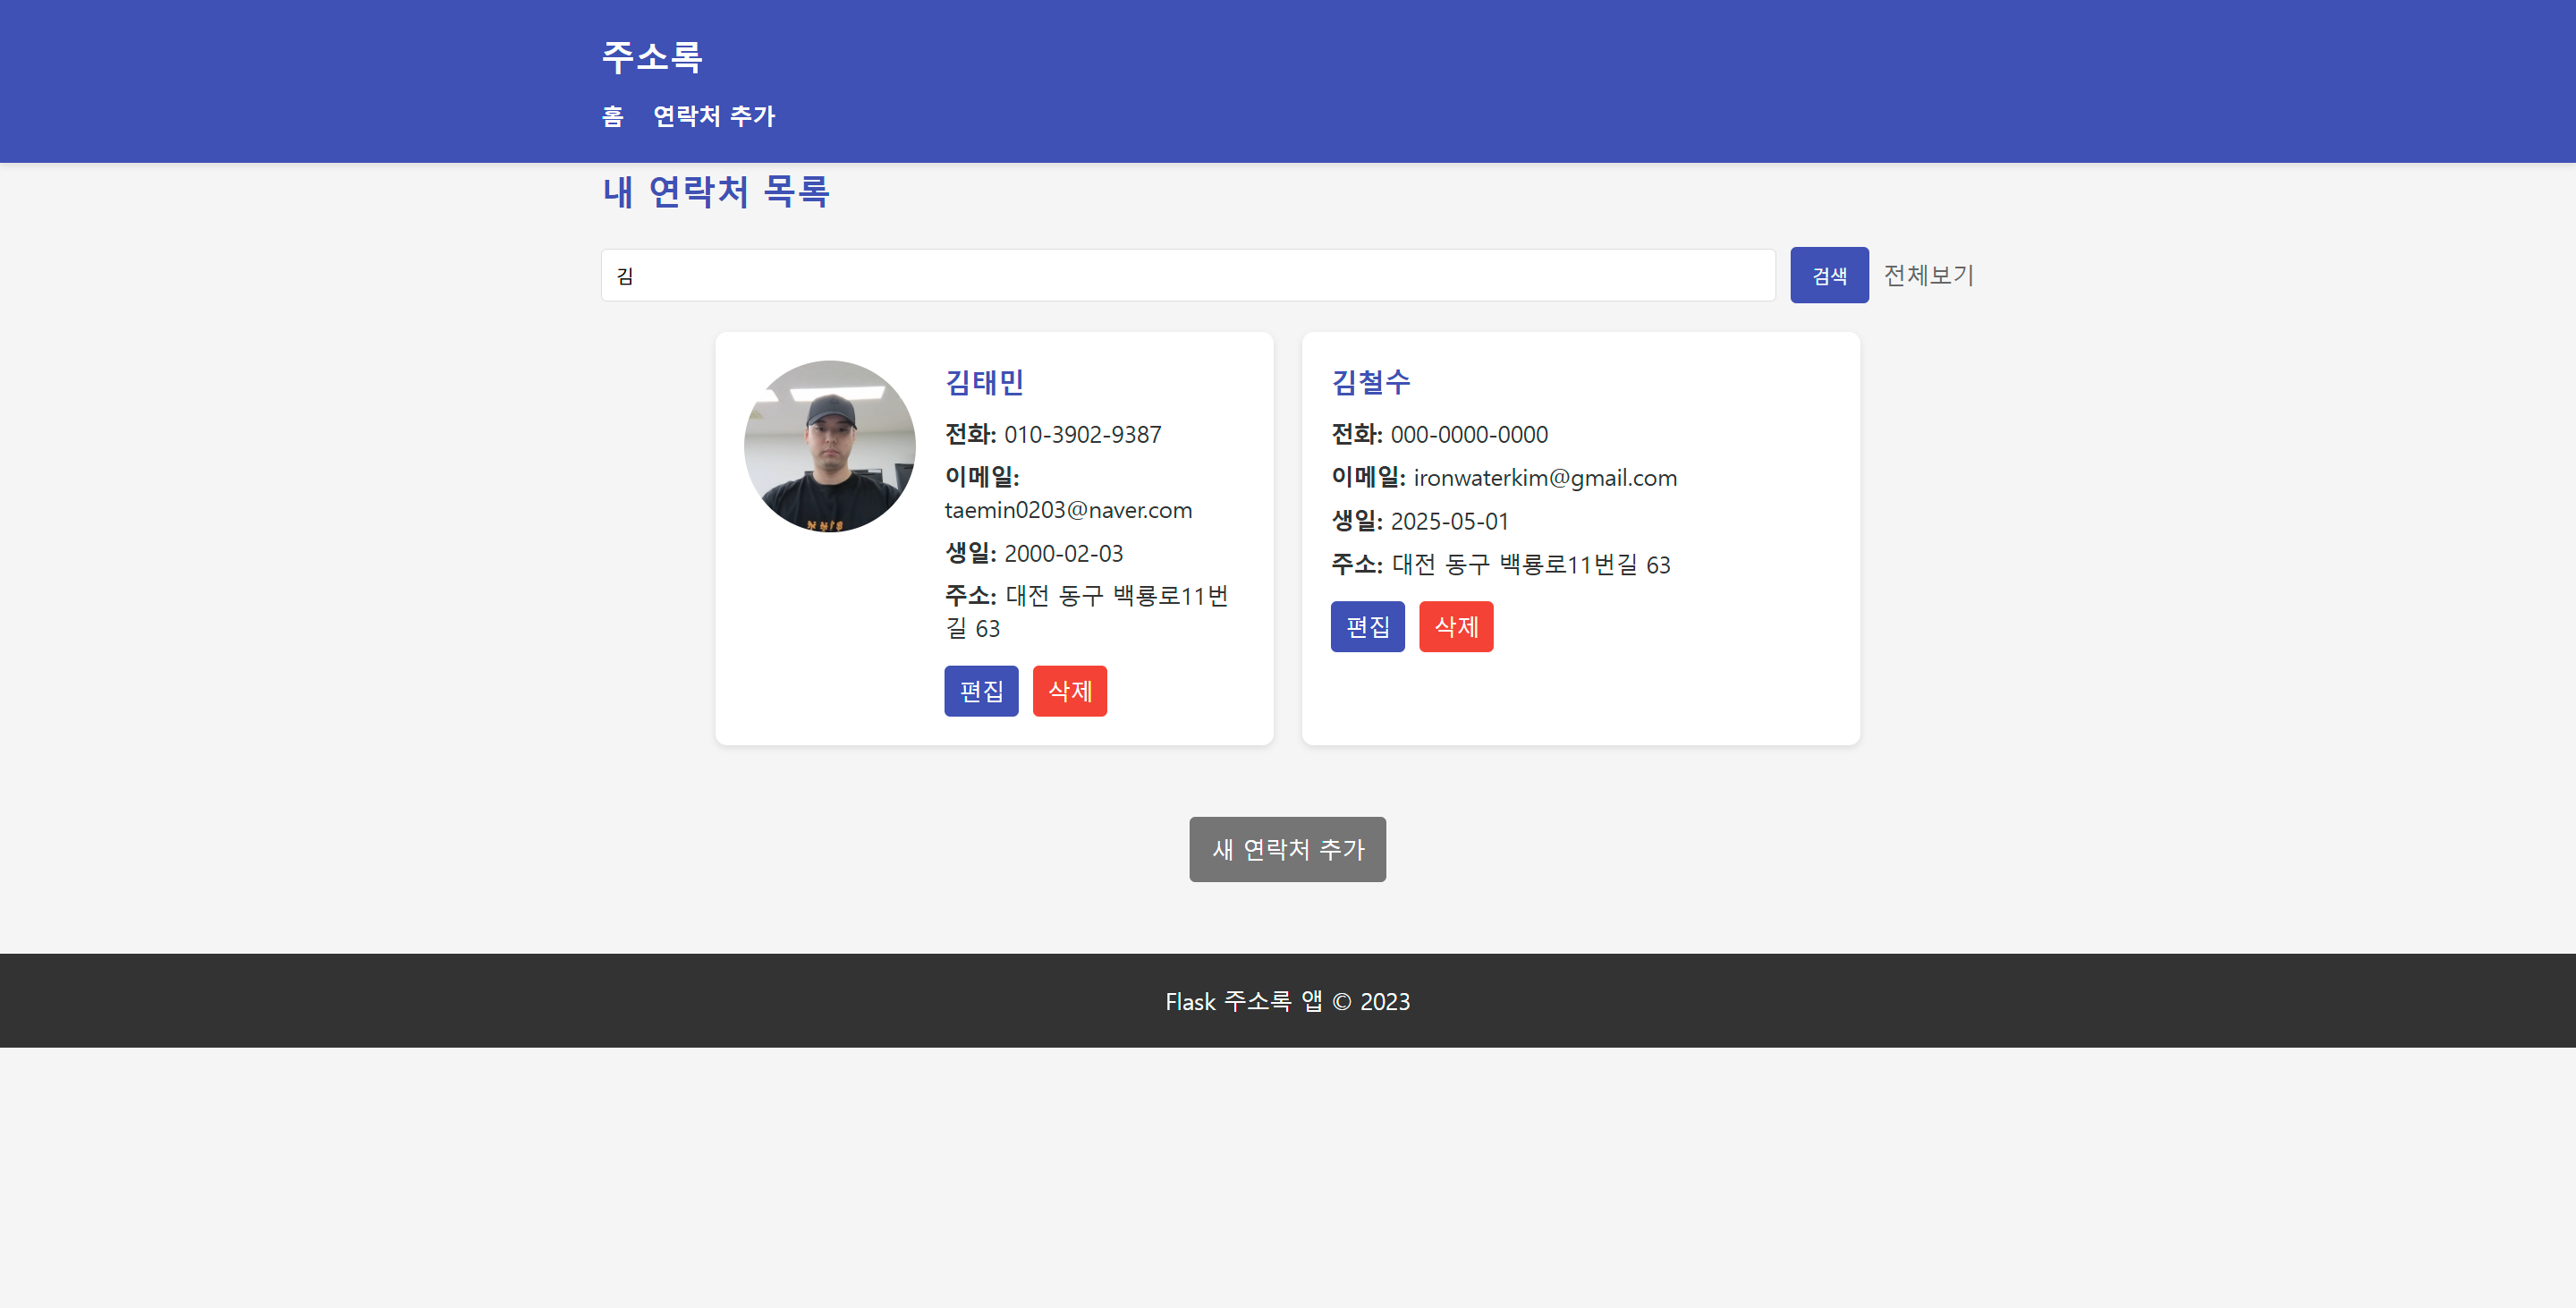 주소록
홈 연락처 추가
내 연락처 목록
김 검색 전체보기
김태민
전화: 010-3902-9387
이메일:
taemin0203@naver.com
생일: 2000-02-03
주소: 대전 동구 백룡로11번
길 63
편집 삭제
김철수
전화: 000-0000-0000
이메일: ironwaterkim@gmail.com
생일: 2025-05-01
주소: 대전 동구 백룡로11번길 63
편집 삭제
새 연락처 추가
Flask 주소록 앱 © 2023